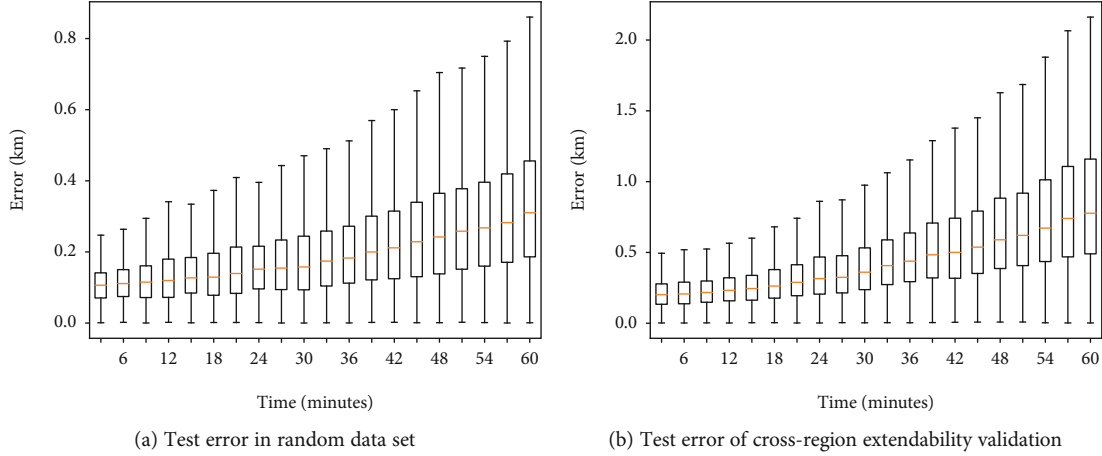 0.8
0.6
0.4
0.2
0.0
Error (km)
6 12 18 24 30 36 42 48 54 60
Time (minutes)
(a) Test error in random data set
2.0
1.5
1.0
0.5
0.0
Error (km)
6 12 18 24 30 36 42 48 54 60
Time (minutes)
(b) Test error of cross-region extendability validation